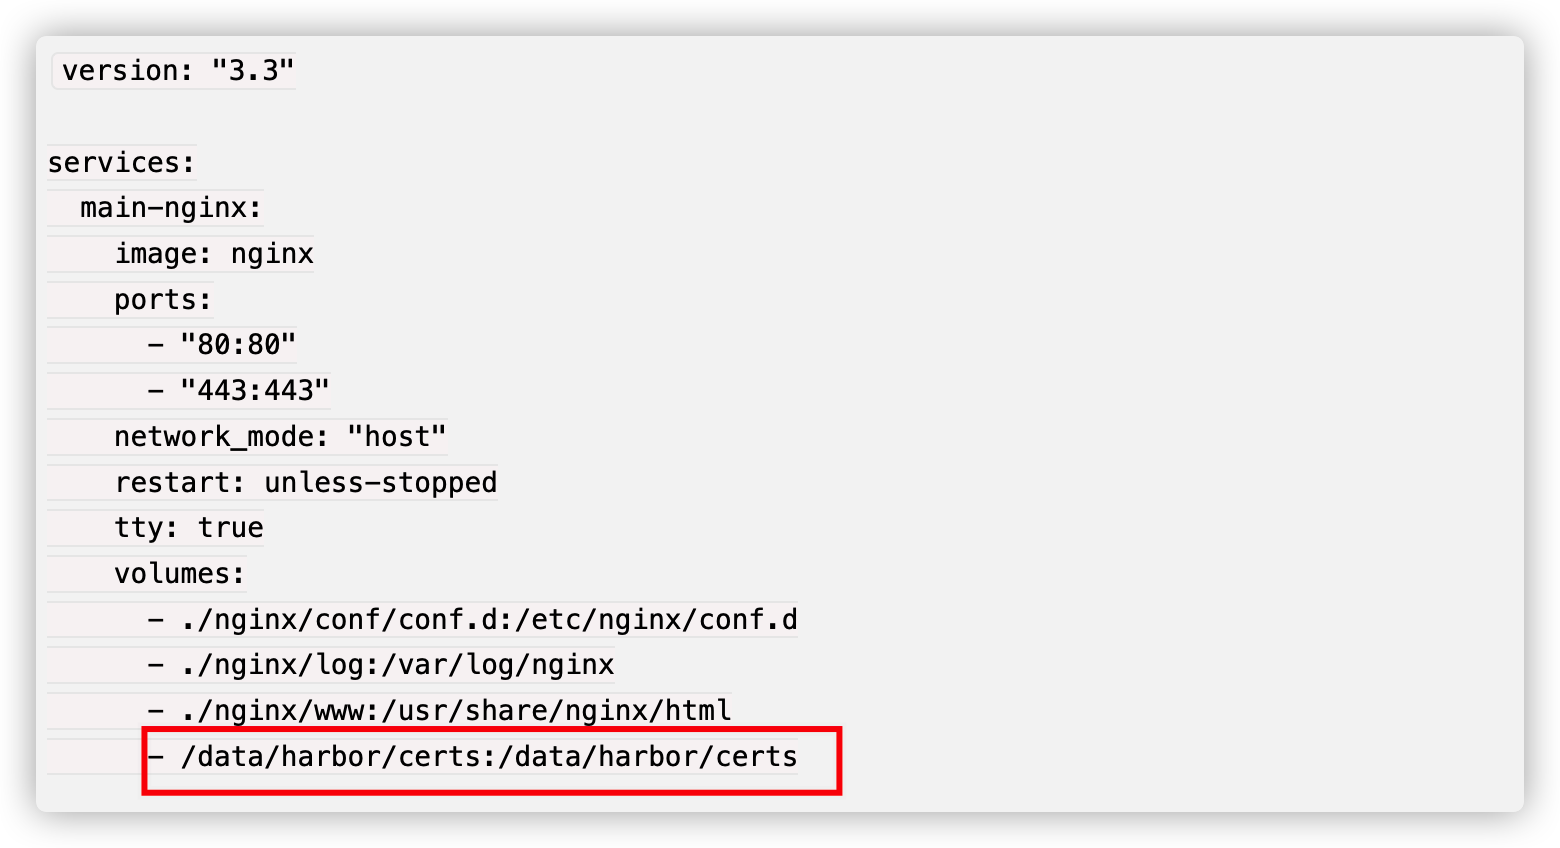 version: "3.3"
services:
  main-nginx:
    image: nginx
    ports:
      - "80:80"
      - "443:443"
    network_mode: "host"
    restart: unless-stopped
    tty: true
    volumes:
      - ./nginx/conf/conf.d:/etc/nginx/conf.d
      - ./nginx/log:/var/log/nginx
      - ./nginx/www:/usr/share/nginx/html
      - /data/harbor/certs:/data/harbor/certs